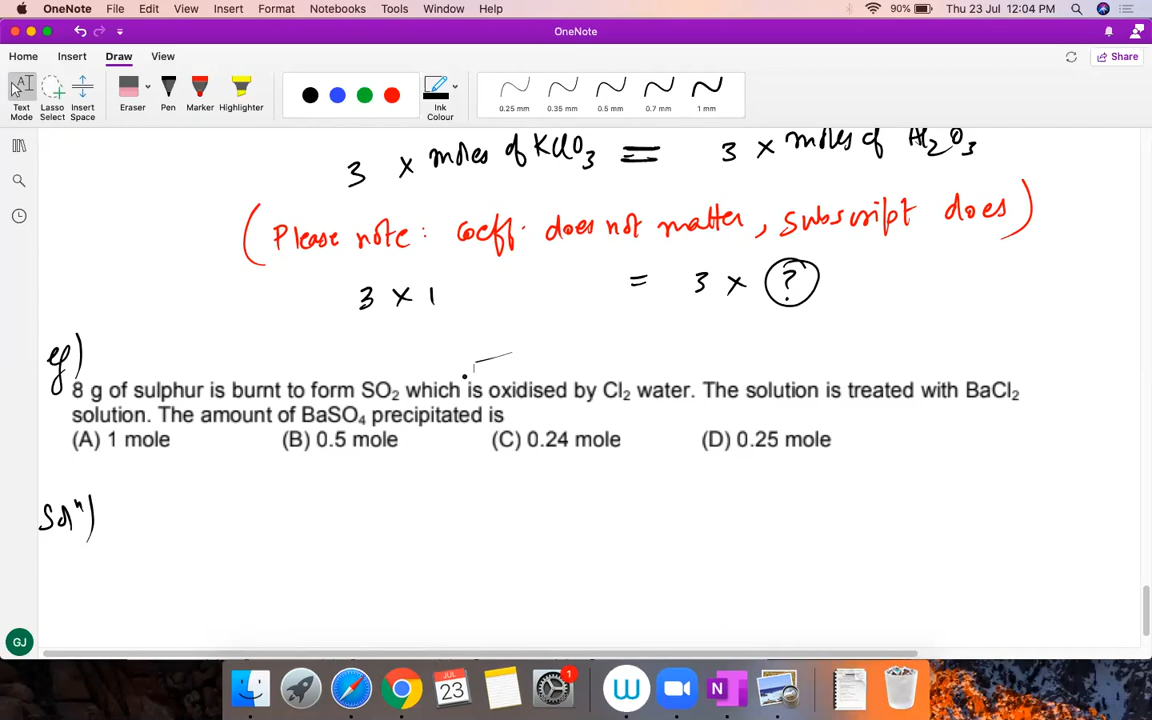 OneNote File Edit View Insert Format Notebooks Tools Window Help 90% Thu 23 Jul 12:04 PM
OneNote
Home Insert Draw View Share
Text Mode Lasso Select Insert Space Eraser Pen Marker Highlighter Ink Colour 0.25 mm 0.35 mm 0.5 mm 0.7 mm 1 mm
3 × moles of KClO3 = 3 × moles of Al2O3
(Please note: coeff. does not matter, subscript does)
3 × 1 = 3 × ?
eg)
8 g of sulphur is burnt to form SO2 which is oxidised by Cl2 water. The solution is treated with BaCl2
solution. The amount of BaSO4 precipitated is
(A) 1 mole (B) 0.5 mole (C) 0.24 mole (D) 0.25 mole
Solⁿ)
GJ
JUL
23
1
W
N